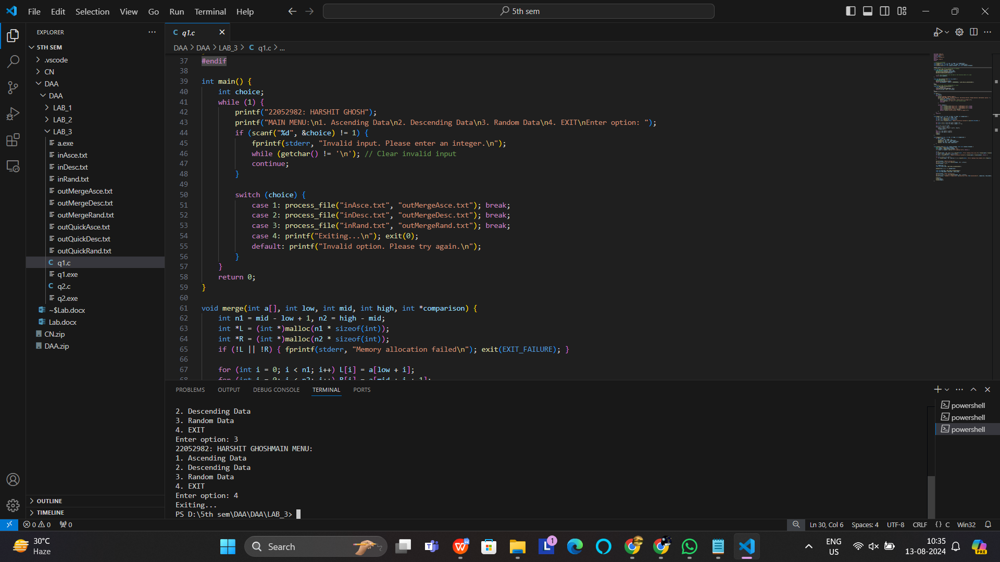 File Edit Selection View Go Run Terminal Help
5th sem
EXPLORER
5TH SEM
.vscode
CN
DAA
DAA
LAB_1
LAB_2
LAB_3
a.exe
inAsce.txt
inDesc.txt
inRand.txt
outMergeAsce.txt
outMergeDesc.txt
outMergeRand.txt
outQuickAsce.txt
outQuickDesc.txt
outQuickRand.txt
C q1.c
q1.exe
C q2.c
q2.exe
~$Lab.docx
Lab.docx
CN.zip
DAA.zip
OUTLINE
TIMELINE
C q1.c
DAA > DAA > LAB_3 > C q1.c > ...
37 #endif
38
39 int main() {
40 int choice;
41 while (1) {
42 printf("22052982: HARSHIT GHOSH");
43 printf("MAIN MENU:\n1. Ascending Data\n2. Descending Data\n3. Random Data\n4. EXIT\nEnter option: ");
44 if (scanf("%d", &choice) != 1) {
45 fprintf(stderr, "Invalid input. Please enter an integer.\n");
46 while (getchar() != '\n'); // Clear invalid input
47 continue;
48 }
49
50 switch (choice) {
51 case 1: process_file("inAsce.txt", "outMergeAsce.txt"); break;
52 case 2: process_file("inDesc.txt", "outMergeDesc.txt"); break;
53 case 3: process_file("inRand.txt", "outMergeRand.txt"); break;
54 case 4: printf("Exiting...\n"); exit(0);
55 default: printf("Invalid option. Please try again.\n");
56 }
57 }
58 return 0;
59 }
60
61 void merge(int a[], int low, int mid, int high, int *comparison) {
62 int n1 = mid - low + 1, n2 = high - mid;
63 int *L = (int *)malloc(n1 * sizeof(int));
64 int *R = (int *)malloc(n2 * sizeof(int));
65 if (!L || !R) { fprintf(stderr, "Memory allocation failed\n"); exit(EXIT_FAILURE); }
66
67 for (int i = 0; i < n1; i++) L[i] = a[low + i];
68 for (int i = 0; i < n2; i++) R[i] = a[mid + i + 1];
PROBLEMS OUTPUT DEBUG CONSOLE TERMINAL PORTS
2. Descending Data
3. Random Data
4. EXIT
Enter option: 3
22052982: HARSHIT GHOSHMAIN MENU:
1. Ascending Data
2. Descending Data
3. Random Data
4. EXIT
Enter option: 4
Exiting...
PS D:\5th sem\DAA\DAA\LAB_3>
powershell
powershell
powershell
0 0 0
Ln 30, Col 6 Spaces: 4 UTF-8 CRLF {} C Win32
30°C
Haze
Search
1
ENG
US
10:35
13-08-2024
PRE